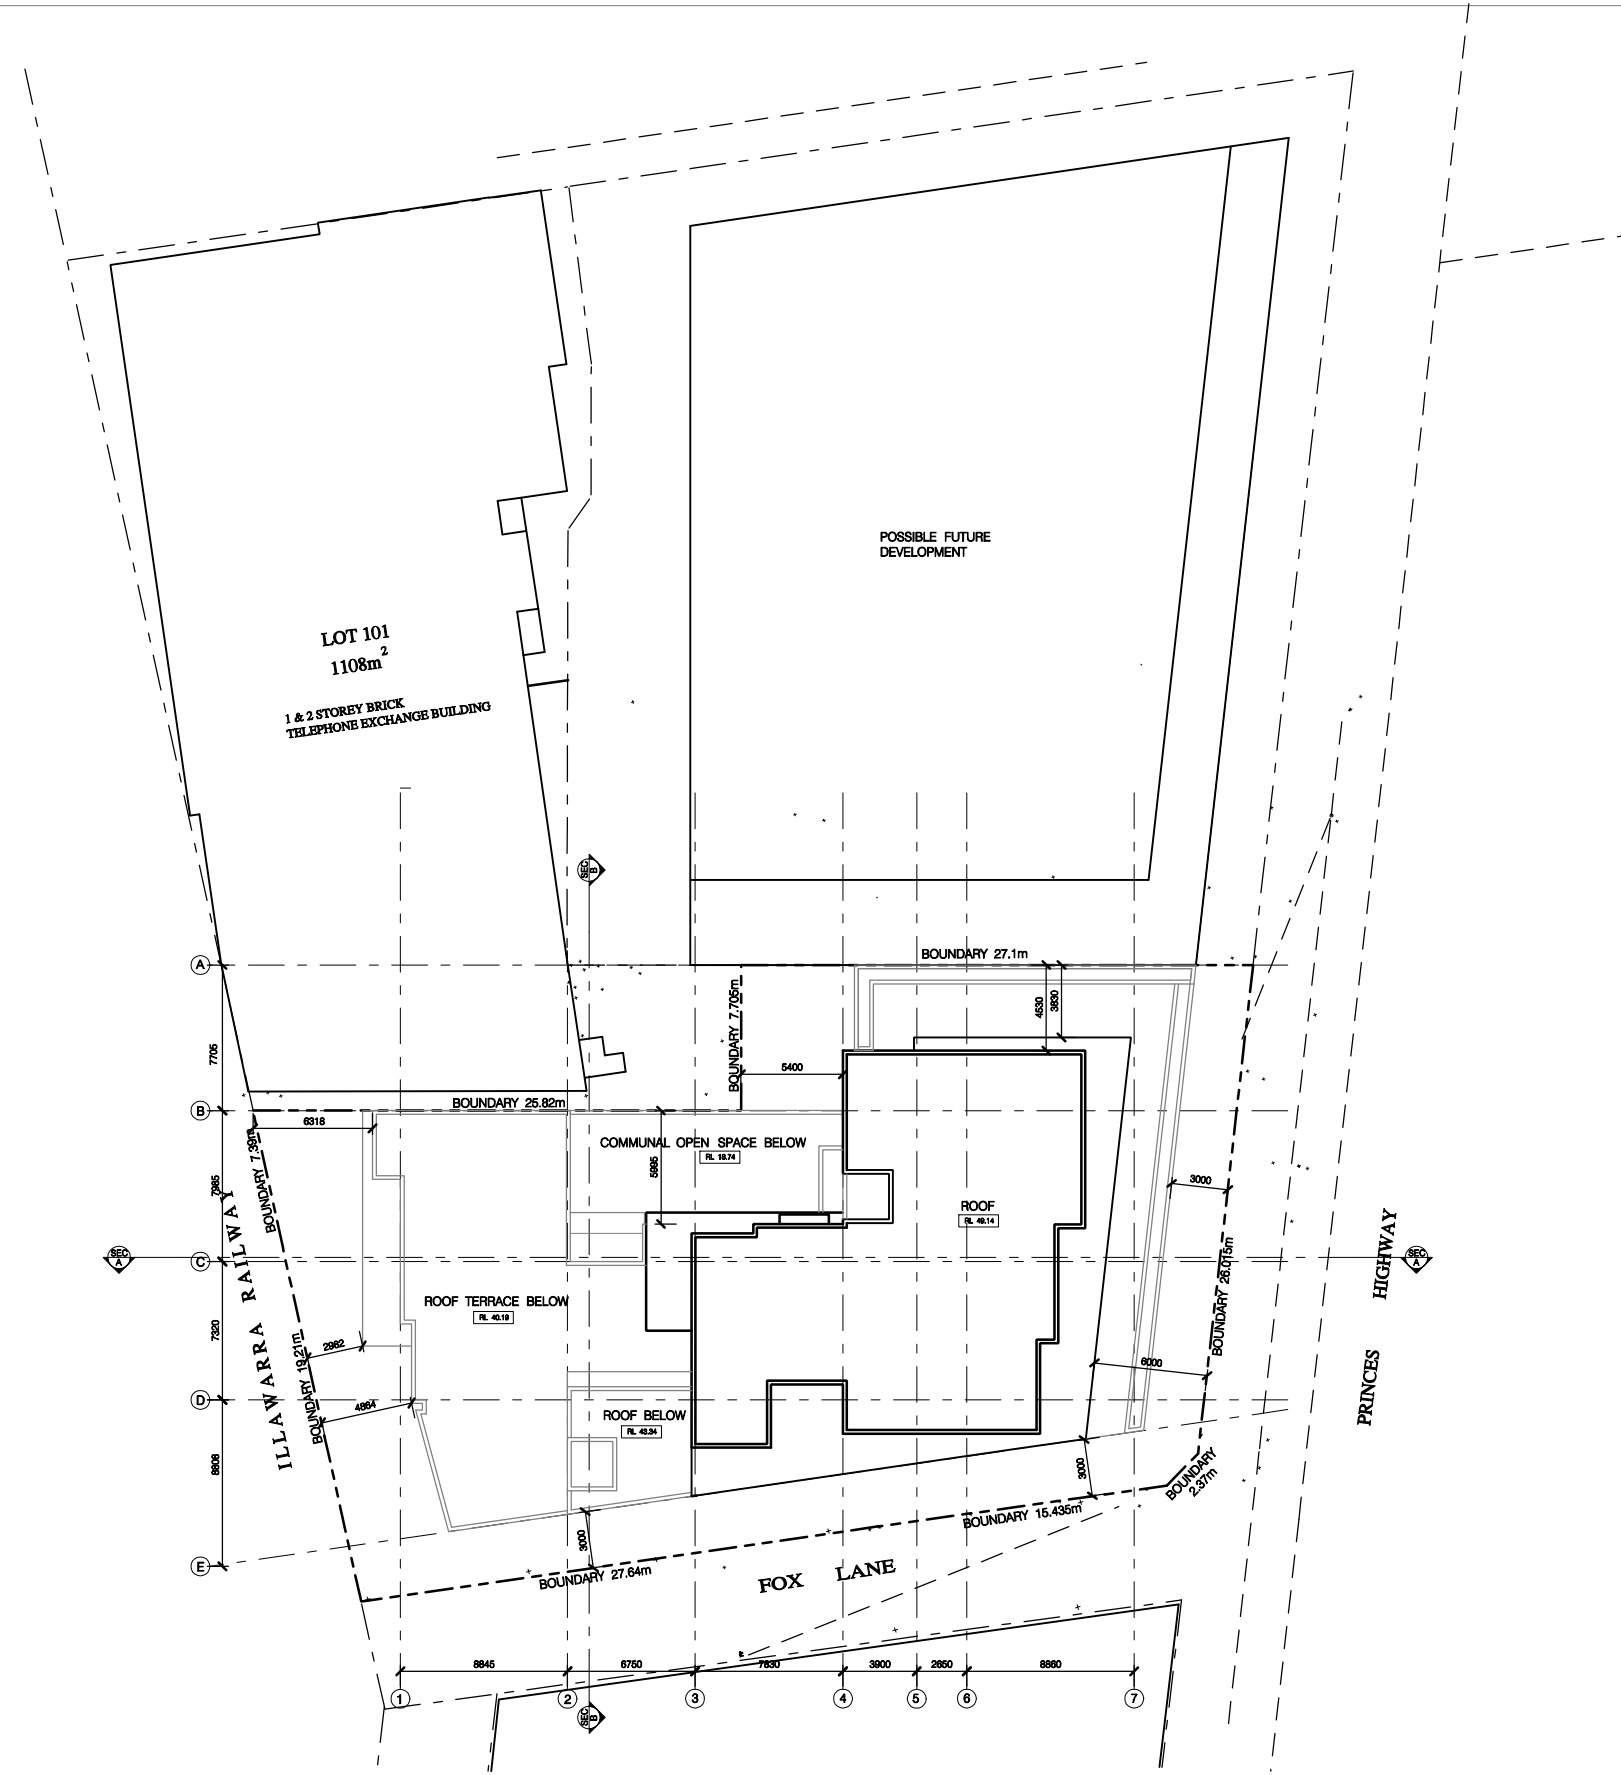 POSSIBLE FUTURE
DEVELOPMENT
LOT 101
1108m2
1 & 2 STOREY BRICK
TELEPHONE EXCHANGE BUILDING
SEC
B
A
BOUNDARY 27.1m
BOUNDARY 7.705m
4530
3830
7705
5400
B
BOUNDARY 25.82m
6318
COMMUNAL OPEN SPACE BELOW
RL 18.74
5995
BOUNDARY 7.39m
7985
3000
ROOF
RL 49.14
ILLAWARRA RAILWAY
PRINCES HIGHWAY
SEC
A
C
SEC
A
BOUNDARY 26.015m
ROOF TERRACE BELOW
RL 40.19
7320
2962
BOUNDARY 19.21m
6000
D
4864
ROOF BELOW
RL 43.34
8806
3000
BOUNDARY
2.37m
BOUNDARY 15.435m
3000
E
BOUNDARY 27.64m
FOX LANE
8845
6750
7830
3900
2650
8860
1
2
3
4
5
6
7
SEC
B